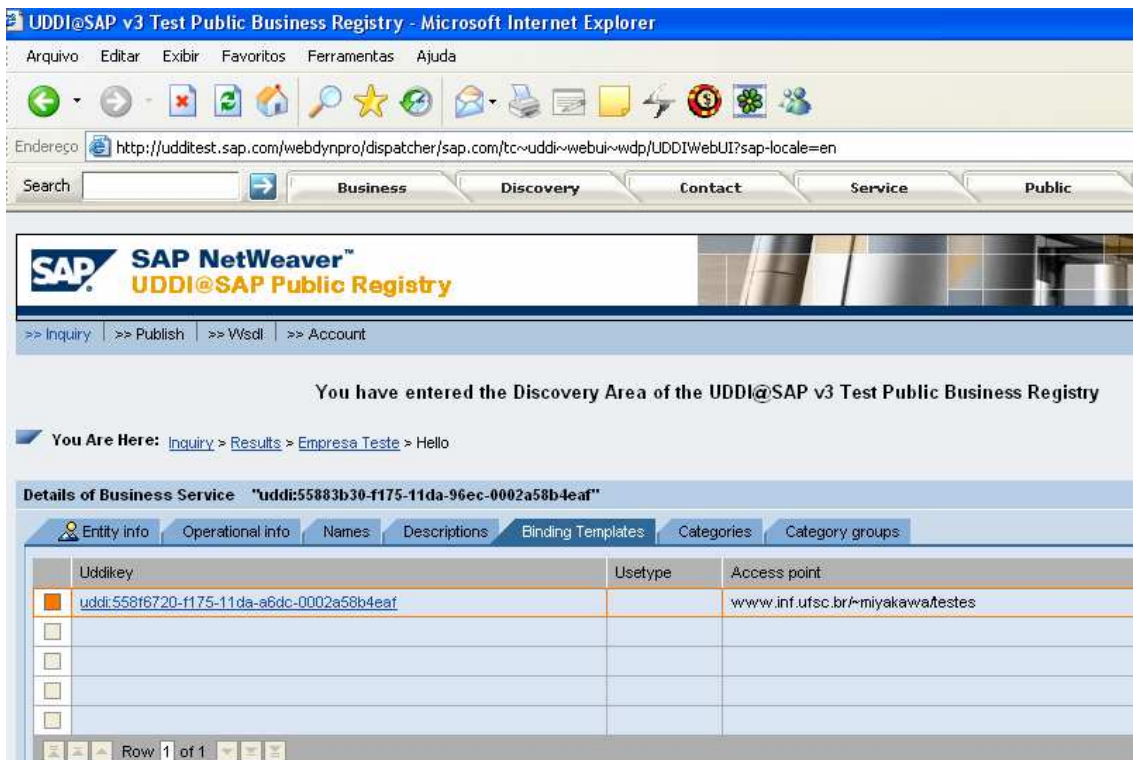 UDDI@SAP v3 Test Public Business Registry - Microsoft Internet Explorer
Arquivo Editar Exibir Favoritos Ferramentas Ajuda
Endereço http://udditest.sap.com/webdynpro/dispatcher/sap.com/tc~uddi~webui~wdp/UDDIWebUI?sap-locale=en
Search Business Discovery Contact Service Public
SAP SAP NetWeaver™
UDDI@SAP Public Registry
>> Inquiry >> Publish >> Wsdl >> Account
You have entered the Discovery Area of the UDDI@SAP v3 Test Public Business Registry
You Are Here: Inquiry > Results > Empresa Teste > Hello
Details of Business Service "uddi:55883b30-f175-11da-96ec-0002a58b4eaf"
Entity info Operational info Names Descriptions Binding Templates Categories Category groups
Uddikey Usetype Access point
uddi:558f6720-f175-11da-a6dc-0002a58b4eaf www.inf.ufsc.br/~miyakawa/testes
Row 1 of 1